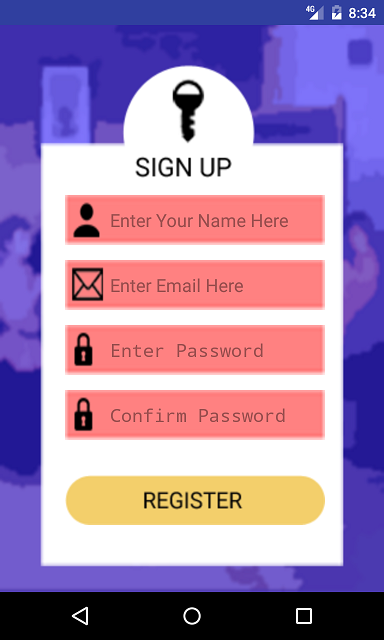 4G 8:34
SIGN UP
Enter Your Name Here
Enter Email Here
Enter Password
Confirm Password
REGISTER